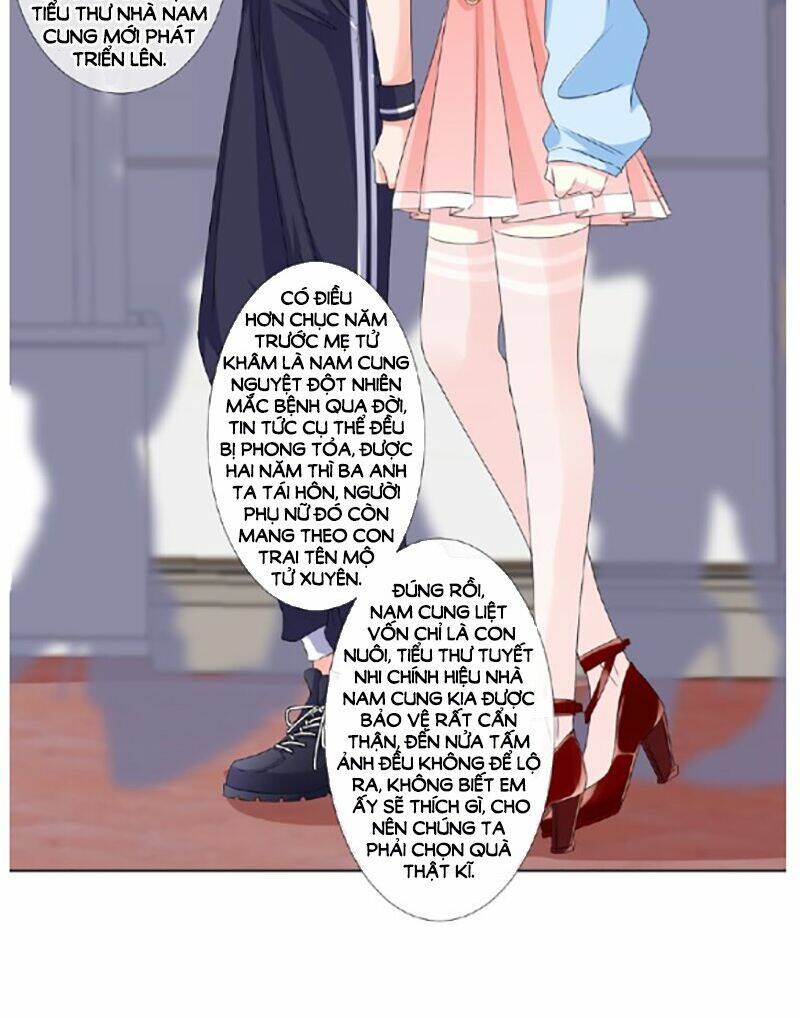 TIỂU THƯ NHÀ NAM
CUNG MỚI PHÁT
TRIỂN LÊN.
CÓ ĐIỀU
HƠN CHỤC NĂM
TRƯỚC MẸ TỬ
KHÂM LÀ NAM CUNG
NGUYỆT ĐỘT NHIÊN
MẮC BỆNH QUA ĐỜI,
TIN TỨC CỤ THỂ ĐỀU
BỊ PHONG TỎA, ĐƯỢC
HAI NĂM THÌ BA ANH
TA TÁI HÔN, NGƯỜI
PHỤ NỮ ĐÓ CÒN
MANG THEO CON
TRAI TÊN MỘ
TỬ XUYÊN.
ĐÚNG RỒI,
NAM CUNG LIỆT
VỐN CHỈ LÀ CON
NUÔI, TIỂU THƯ TUYẾT
NHI CHÍNH HIỆU NHÀ
NAM CUNG KIA ĐƯỢC
BẢO VỆ RẤT CẨN
THẬN, ĐẾN NỬA TẤM
ẢNH ĐỀU KHÔNG ĐỂ LỘ
RA, KHÔNG BIẾT EM
ẤY SẼ THÍCH GÌ, CHO
NÊN CHÚNG TA
PHẢI CHỌN QUÀ
THẬT KĨ.